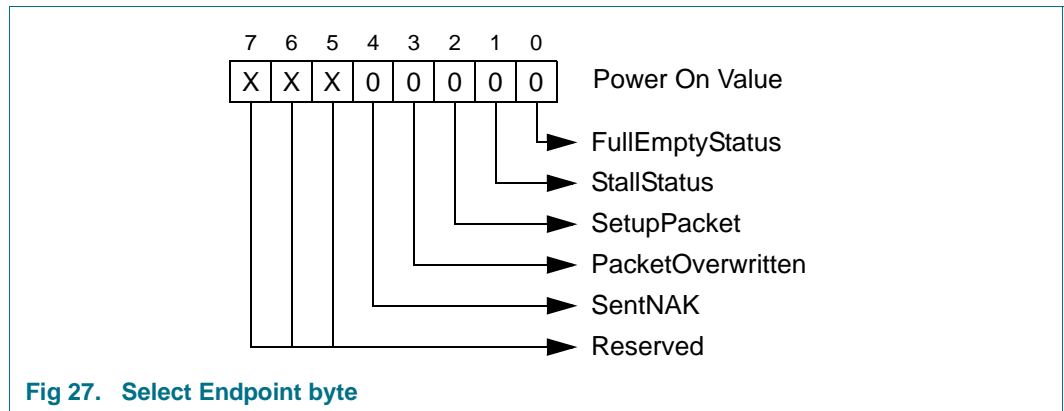 7 6 5 4 3 2 1 0
X X X 0 0 0 0 0 Power On Value
FullEmptyStatus
StallStatus
SetupPacket
PacketOverwritten
SentNAK
Reserved
Fig 27. Select Endpoint byte